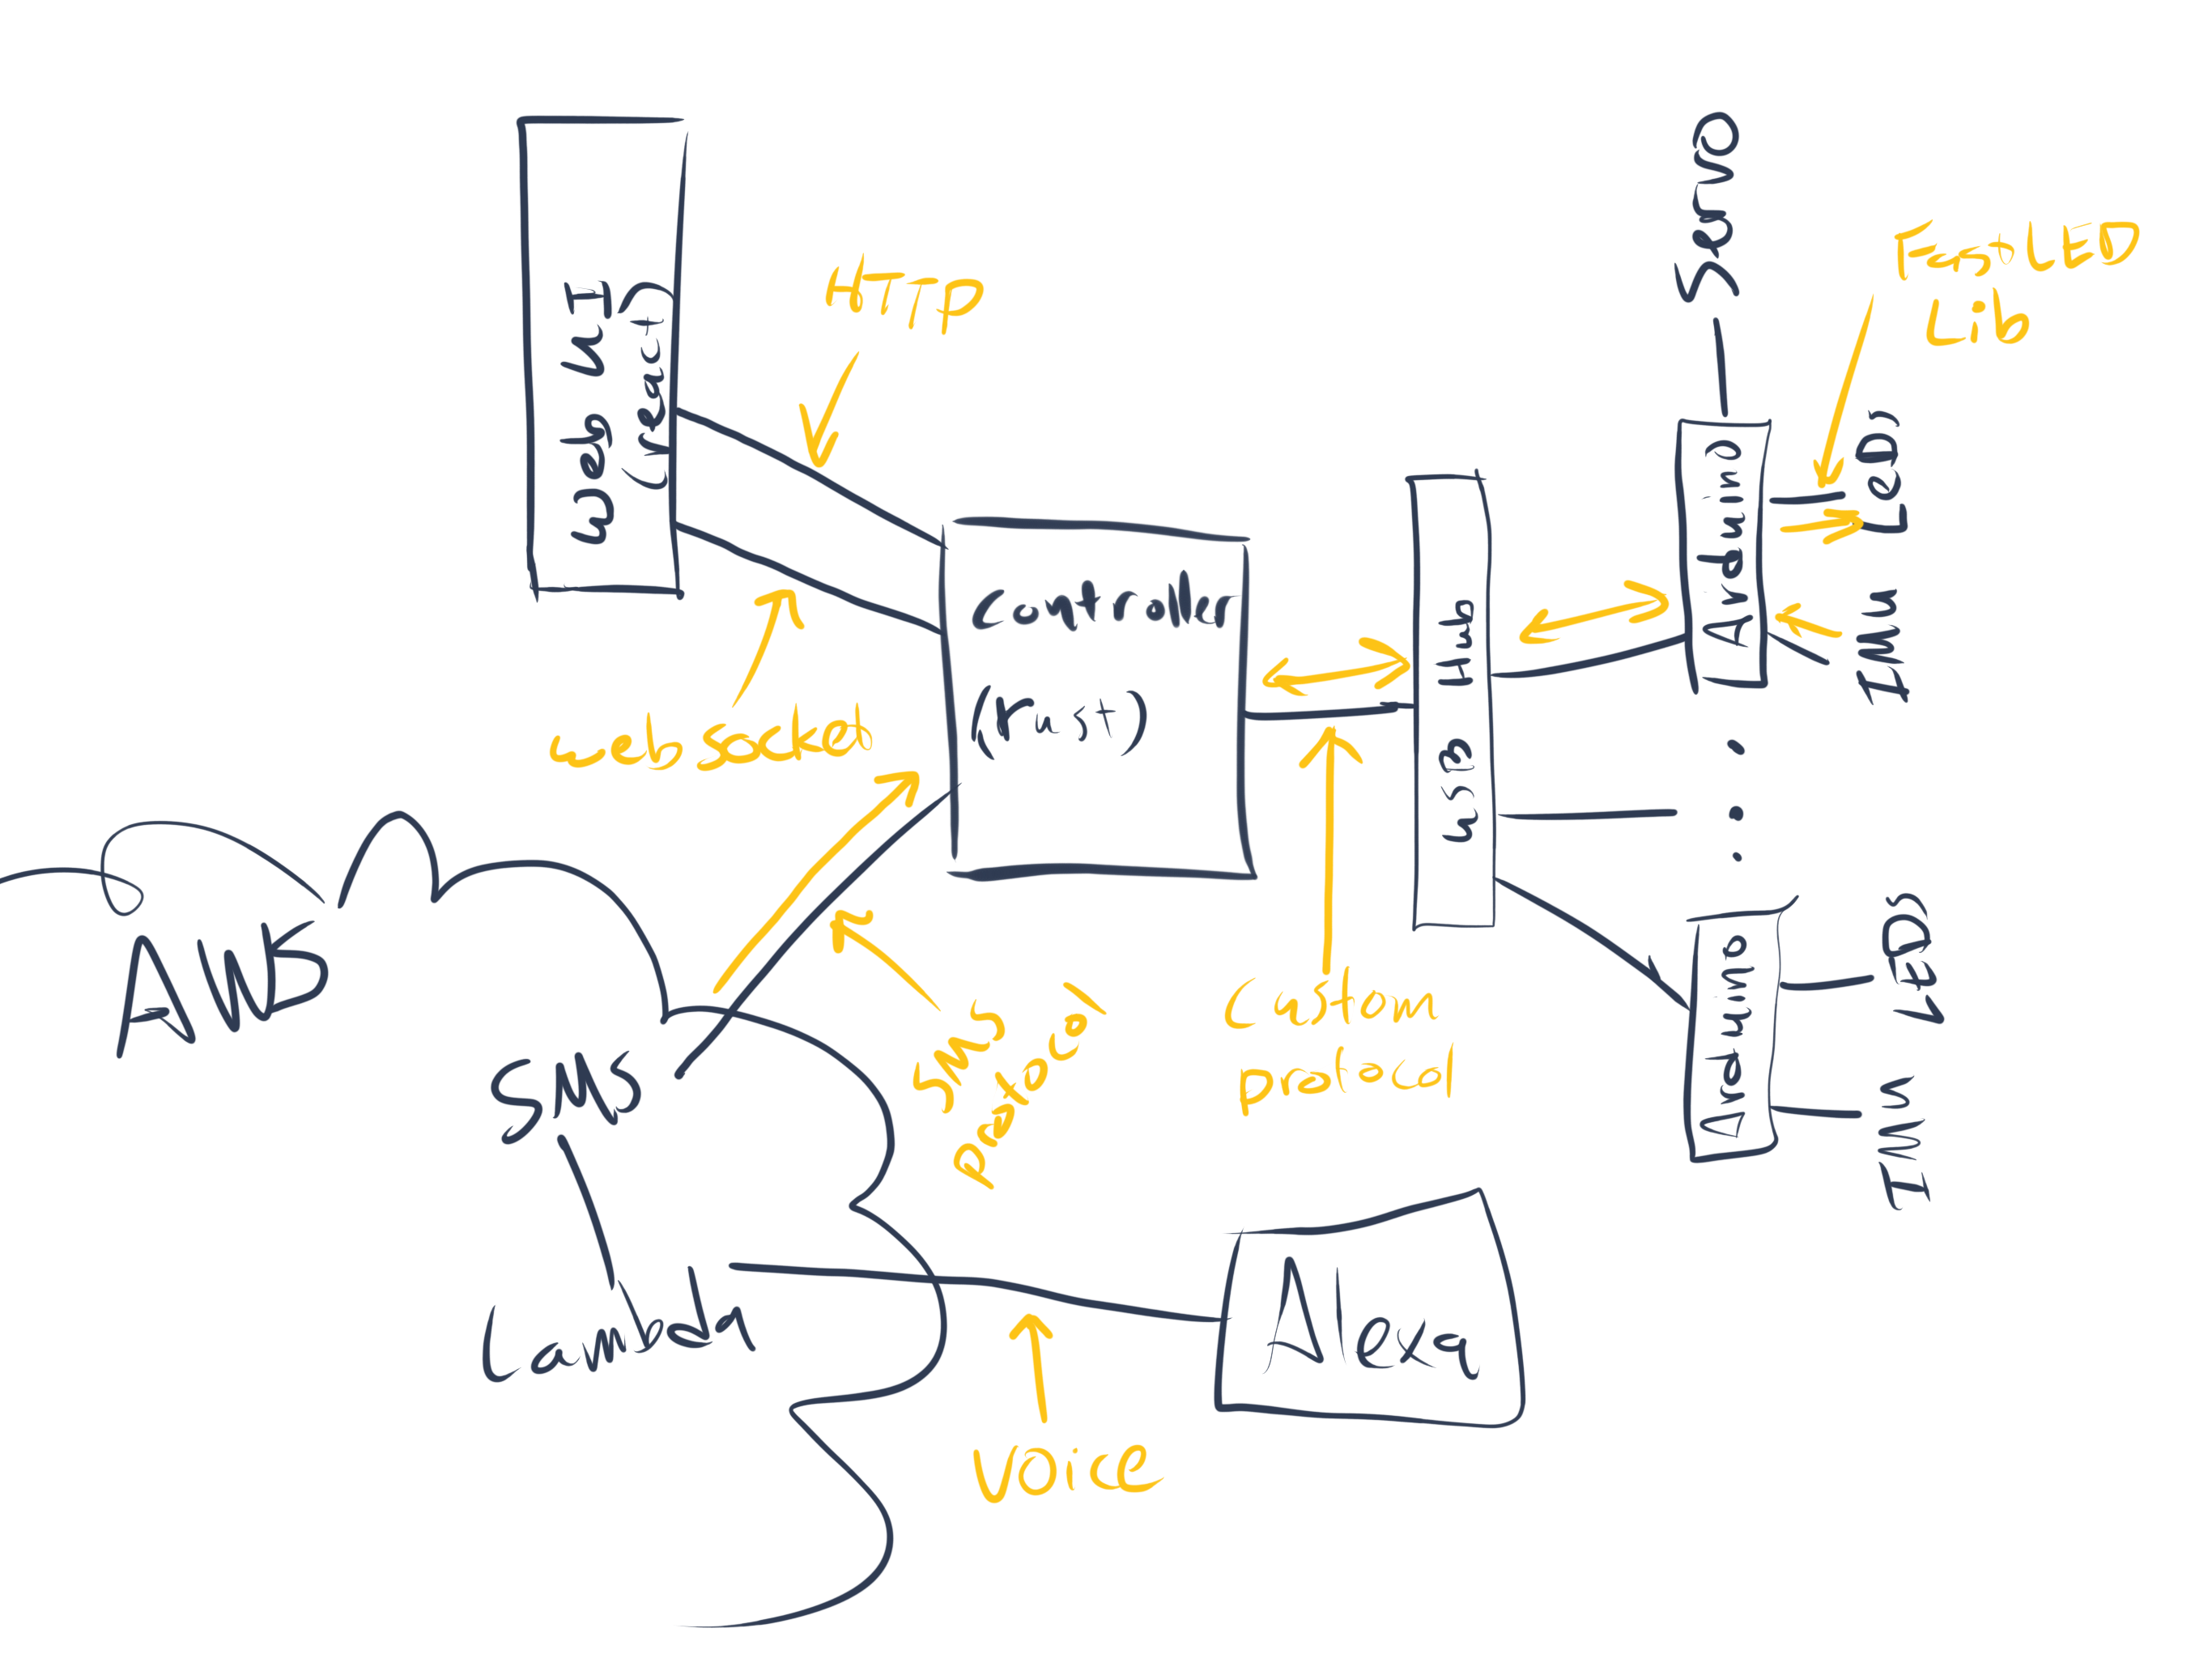 Web UI
(react)
HTTP
websocket
Controller
(rust)
USB Hub
Servo
FastLED
Lib
Arduino
LEDs
IMU
AWS
SMS
SMS
protocol
Custom
protocol
Arduino
LEDs
IMU
Lambda
Alexa
Voice